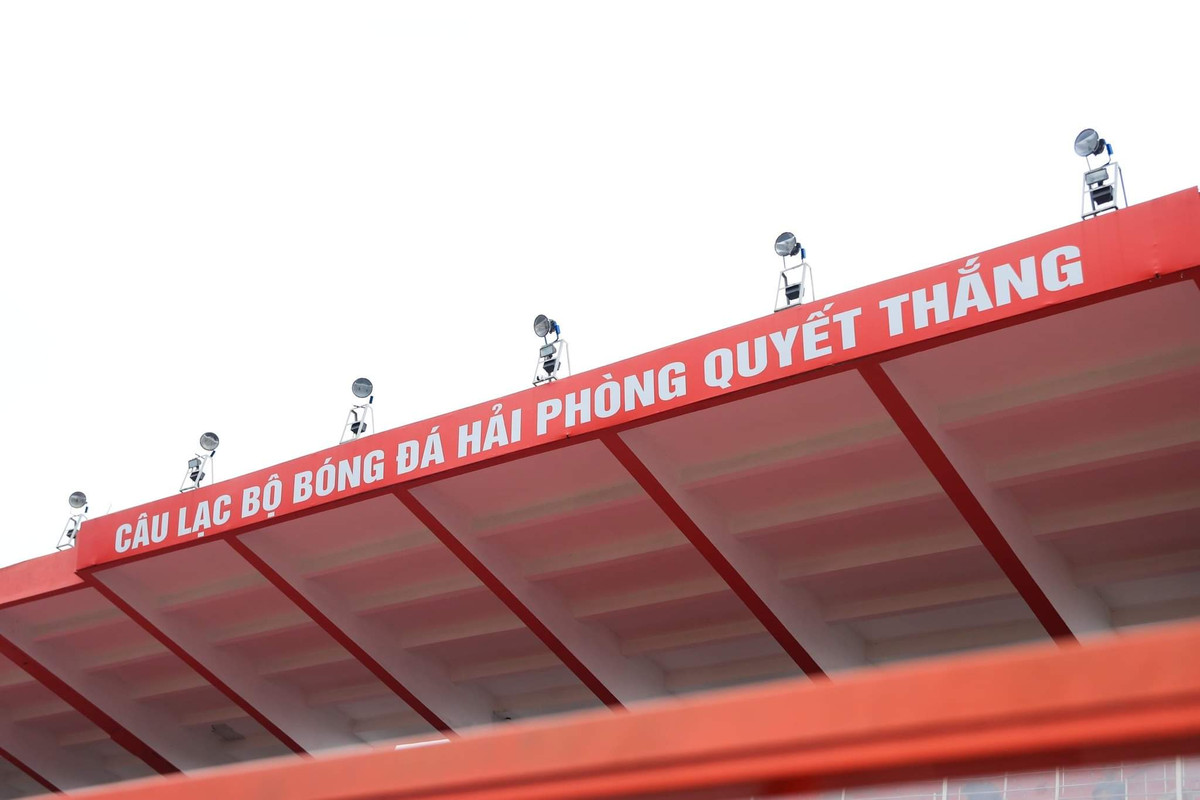 CÂU LẠC BỘ BÓNG ĐÁ HẢI PHÒNG QUYẾT THẮNG